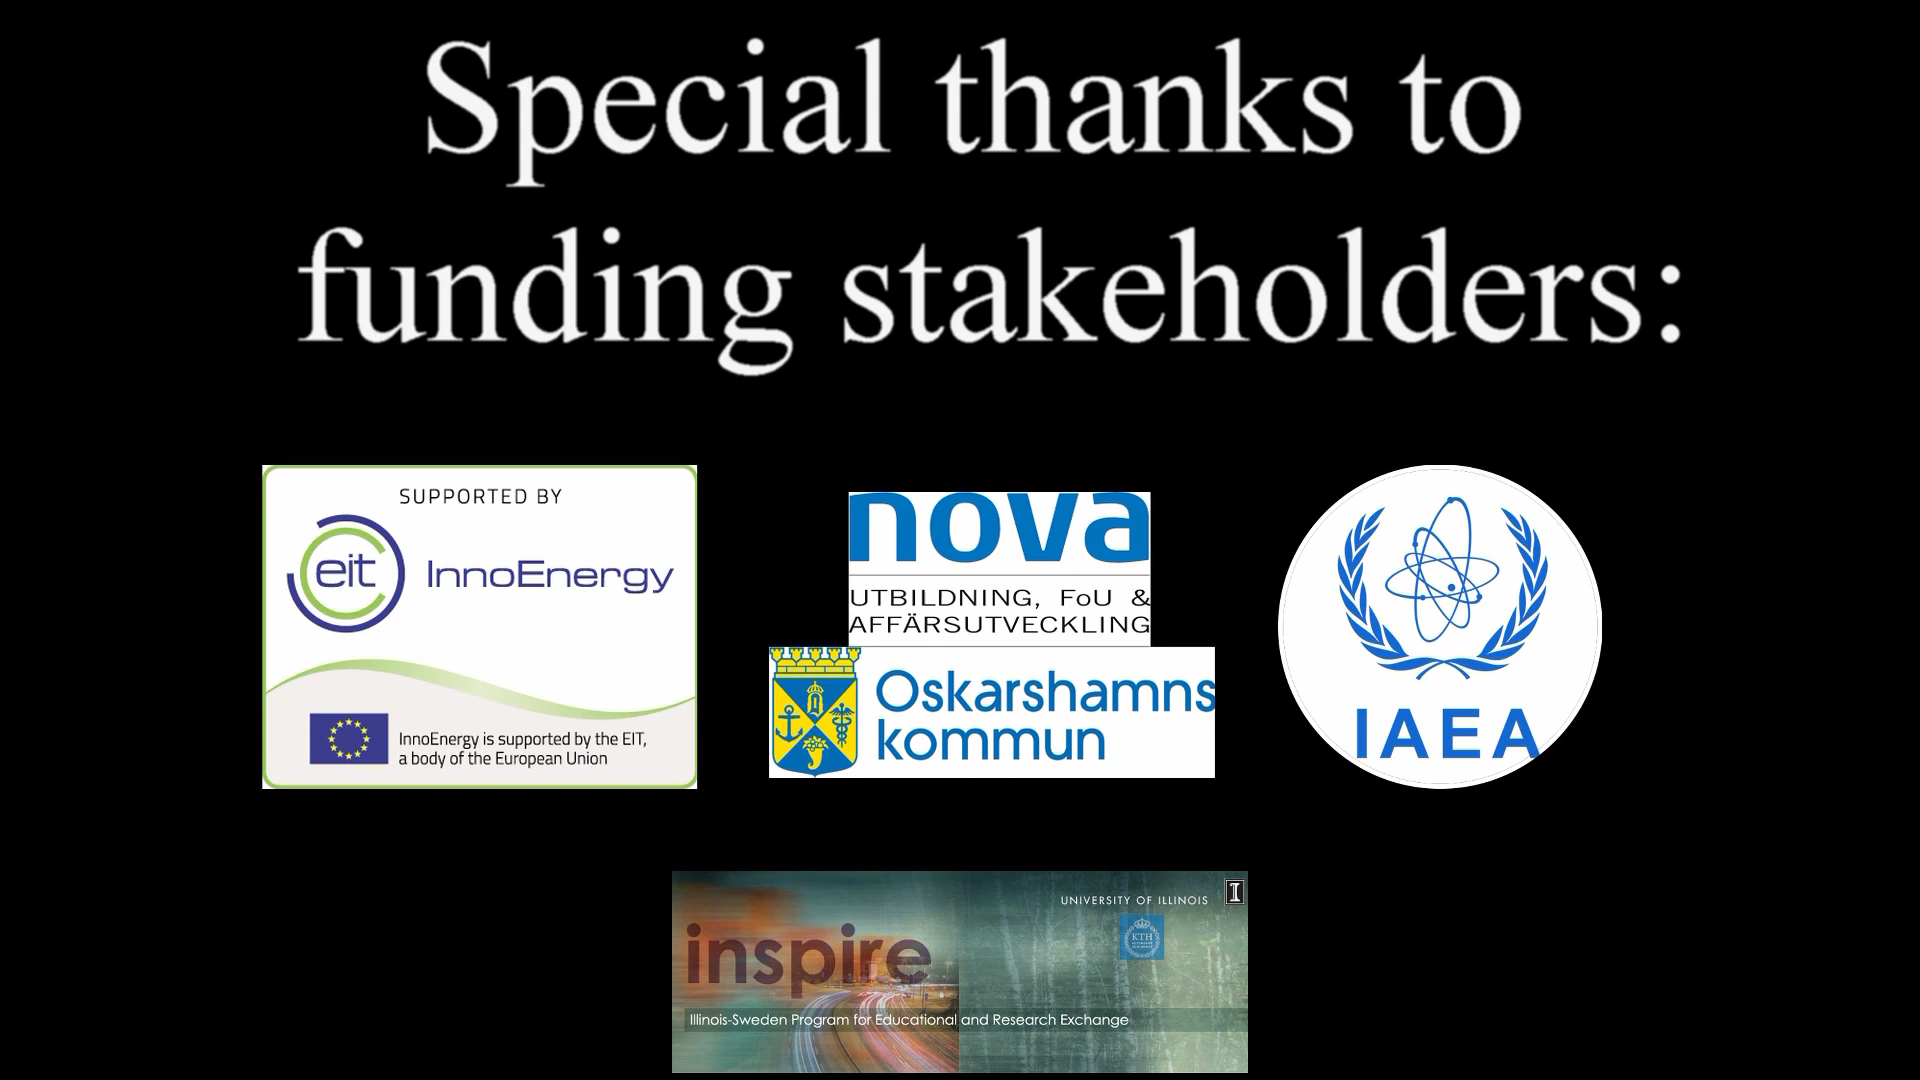 Special thanks to
funding stakeholders:
SUPPORTED BY
eit InnoEnergy
InnoEnergy is supported by the EIT,
a body of the European Union
nova
UTBILDNING, FoU &
AFFÄRSUTVECKLING
Oskarshamns
kommun
IAEA
UNIVERSITY OF ILLINOIS I
KTH
inspire
Illinois-Sweden Program for Educational and Research Exchange